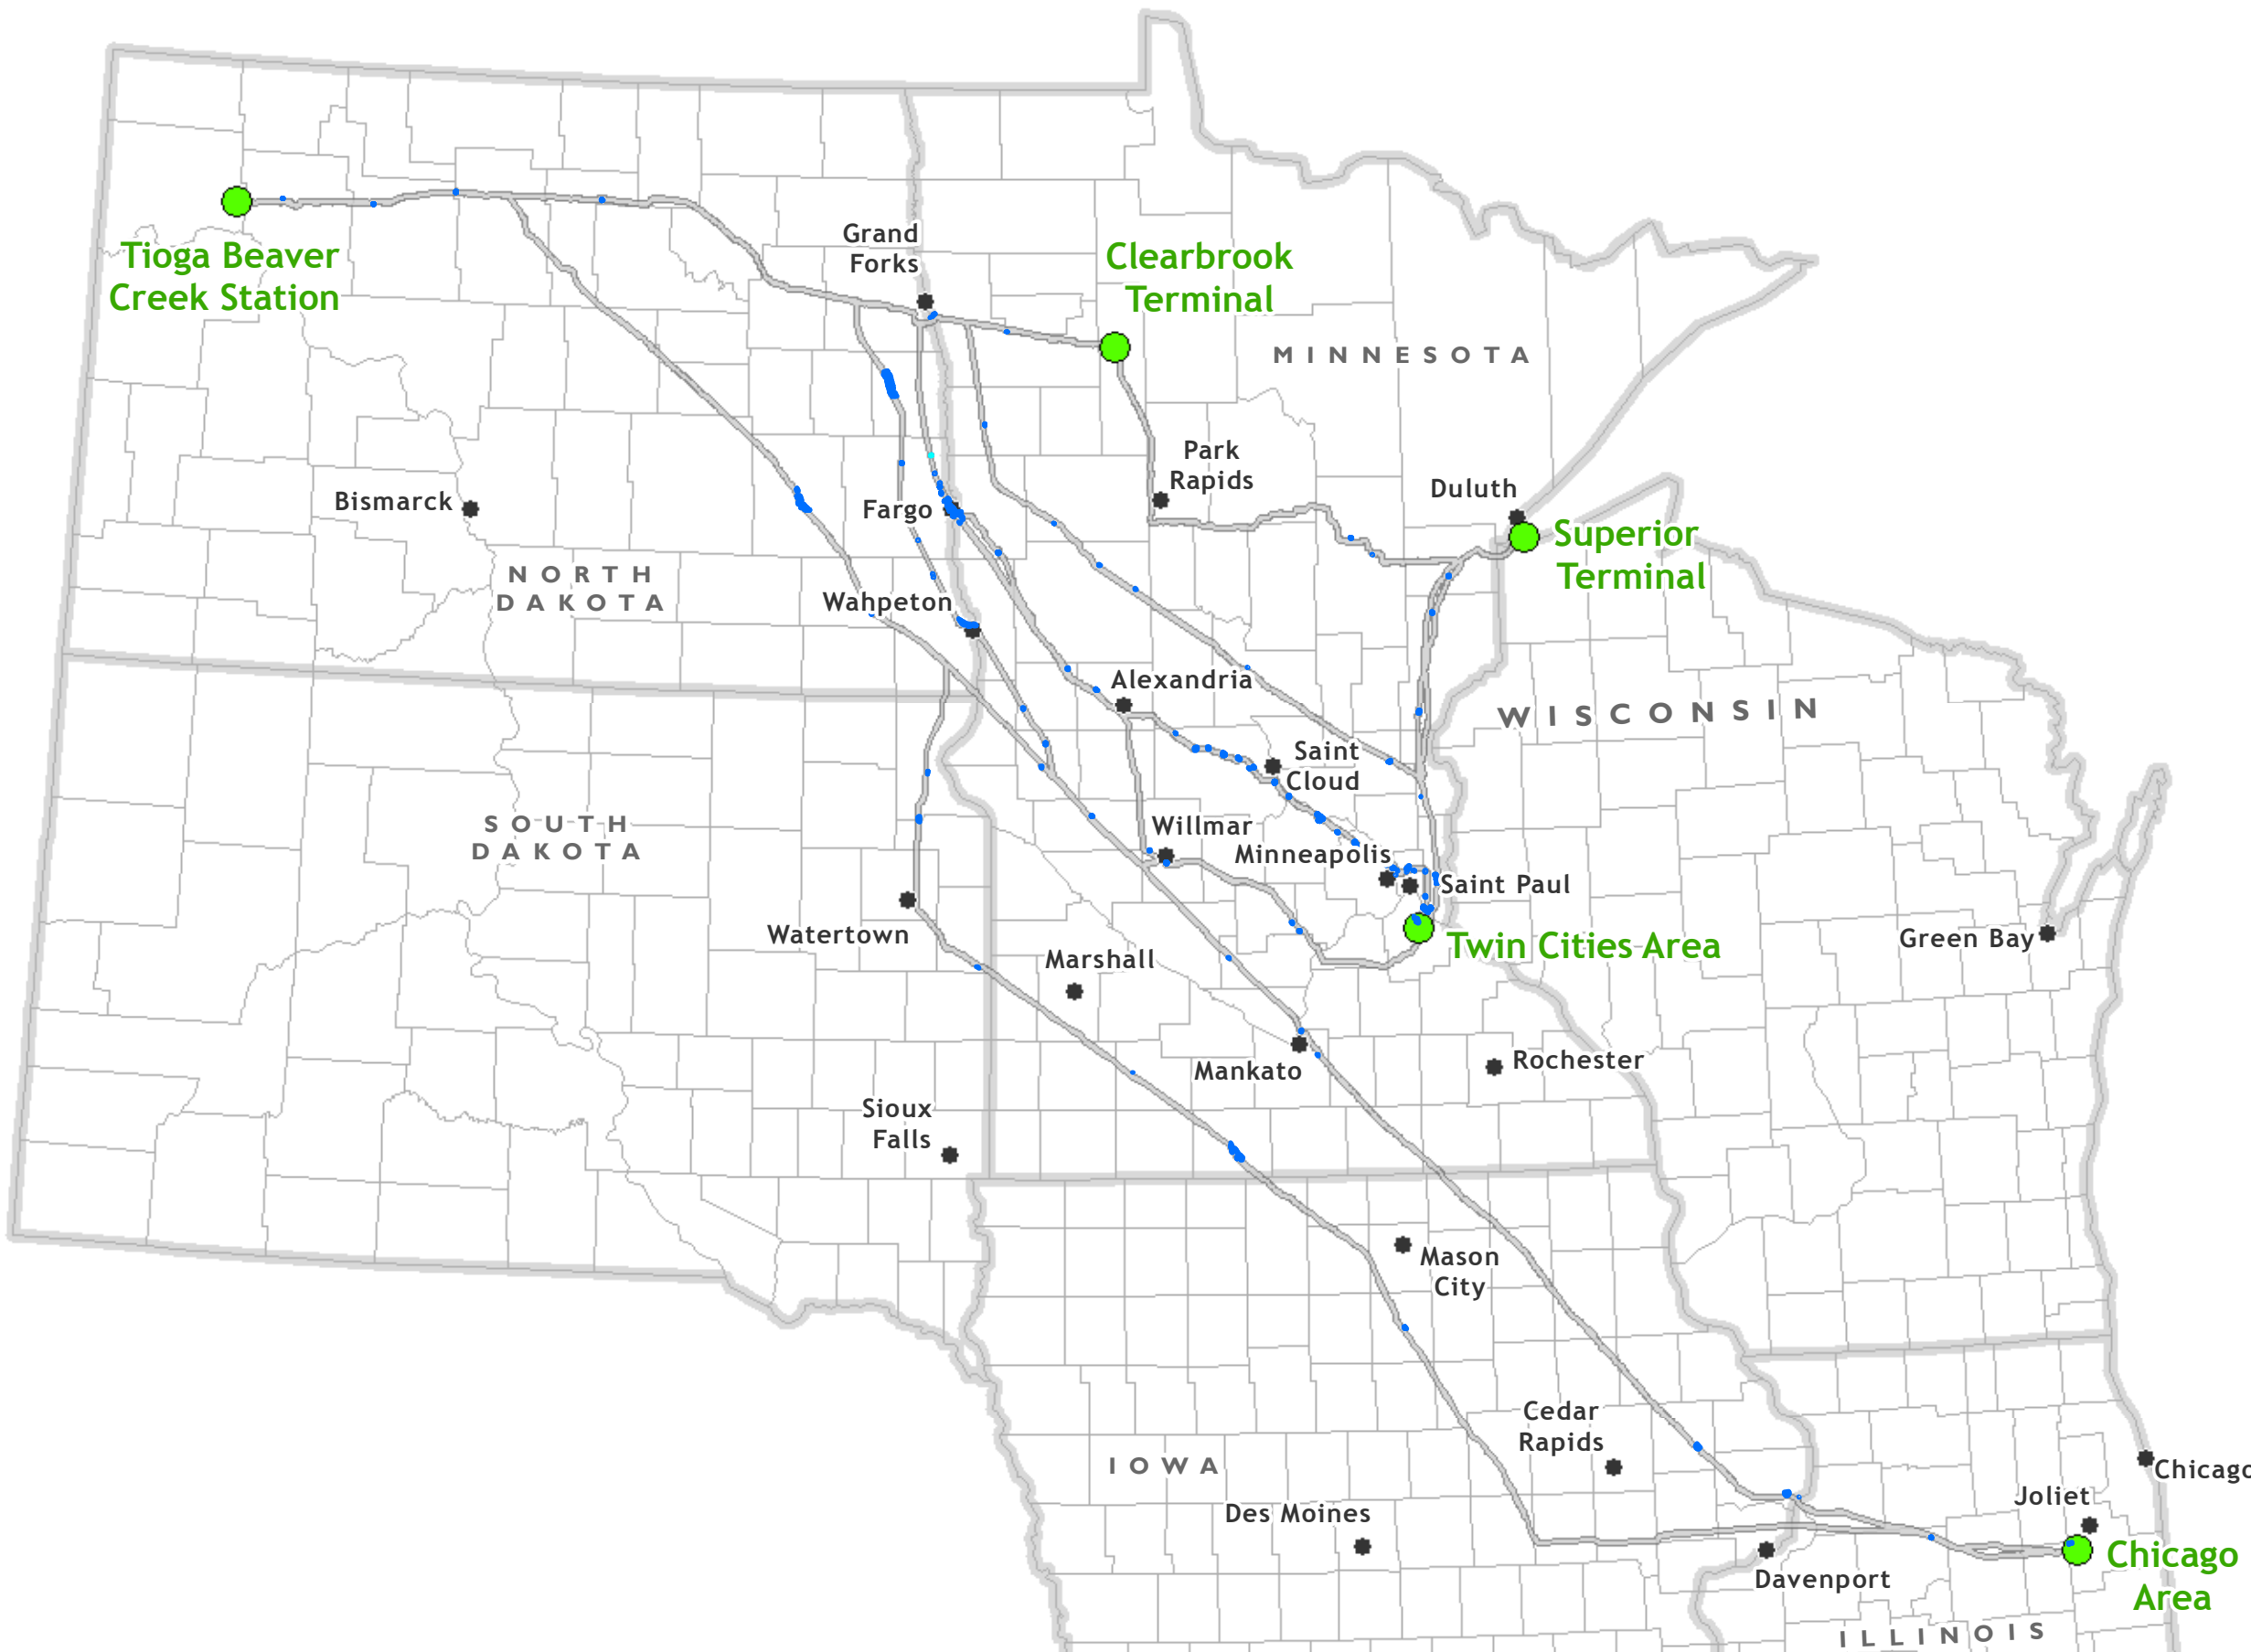 Grand
Forks
Tioga Beaver
Creek Station
Clearbrook
Terminal
MINNESOTA
Park
Rapids
Bismarck
Fargo
Duluth
Superior
Terminal
NORTH
DAKOTA
Wahpeton
Alexandria
WISCONSIN
Saint
Cloud
SOUTH
DAKOTA
Willmar
Minneapolis
Saint Paul
Watertown
Twin Cities Area
Green Bay
Marshall
Rochester
Mankato
Sioux
Falls
Mason
City
Cedar
Rapids
IOWA
Chicago
Joliet
Des Moines
Chicago
Area
Davenport
ILLINOIS